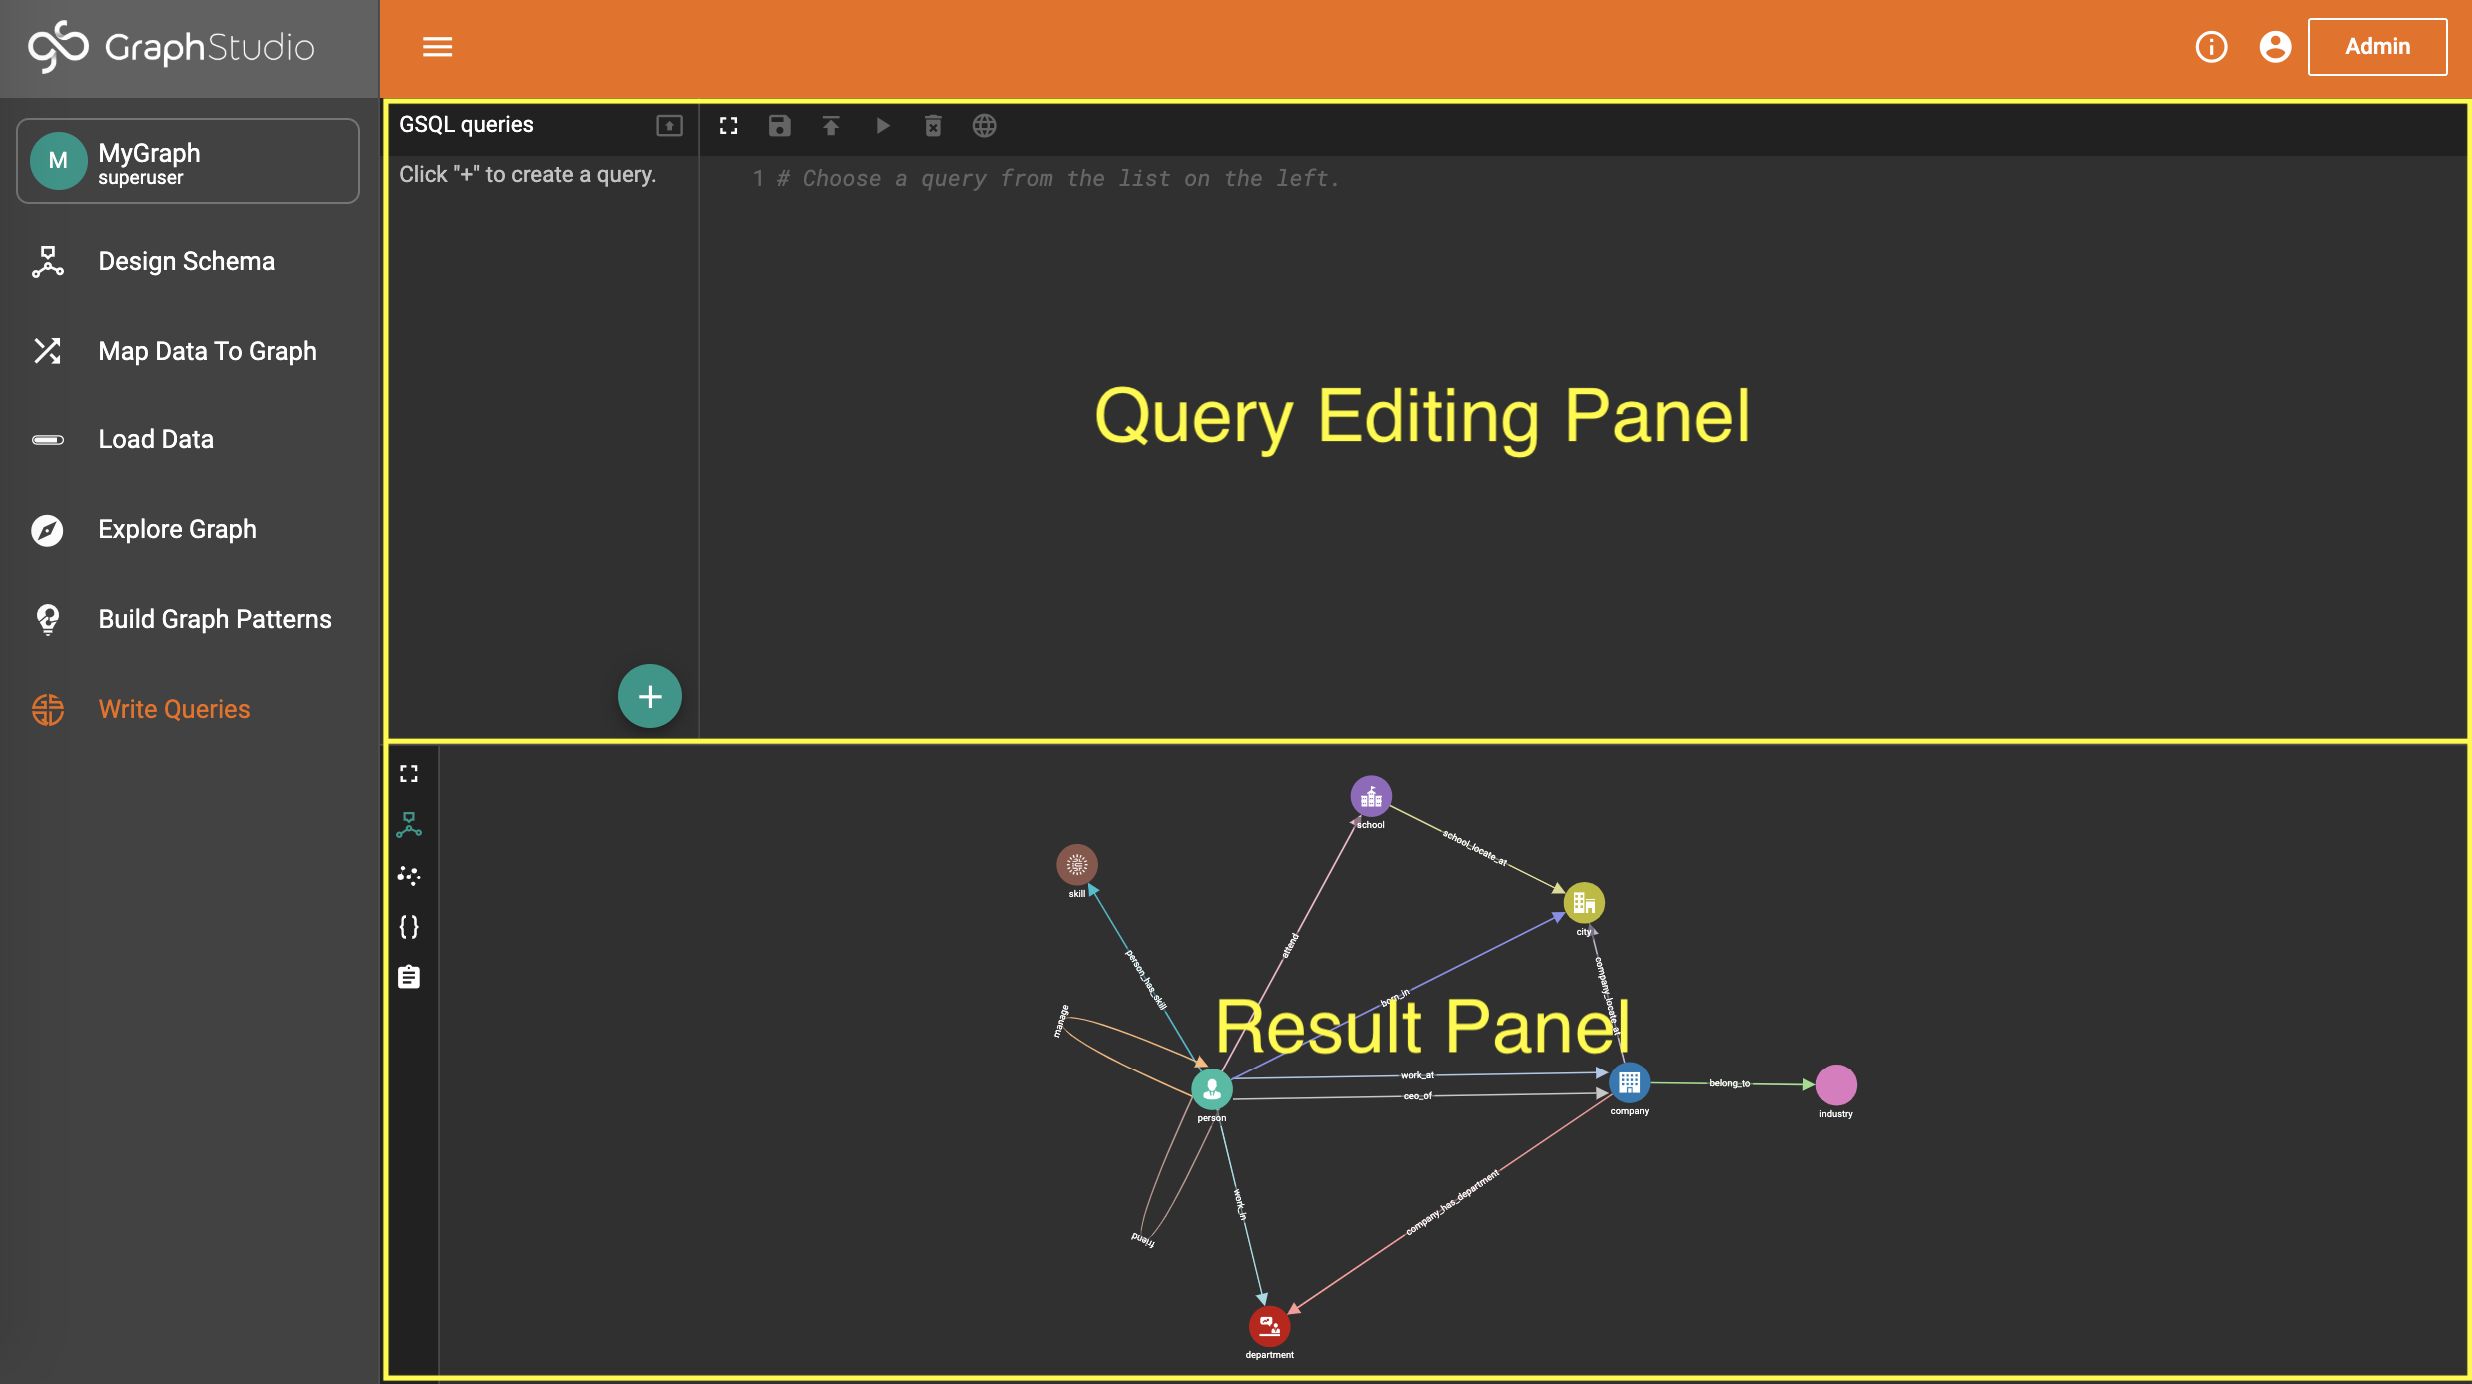 GraphStudio
Admin
M
MyGraph
superuser
Design Schema
Map Data To Graph
Load Data
Explore Graph
Build Graph Patterns
Write Queries
GSQL queries
Click "+" to create a query.
1 # Choose a query from the list on the left.
Query Editing Panel
school
school_locate_at
skill
city
attend
person_has_skill
born_in
company_locate_at
manage
Result Panel
work_at
ceo_of
belong_to
person
company
industry
company_has_department
work_in
friend
department